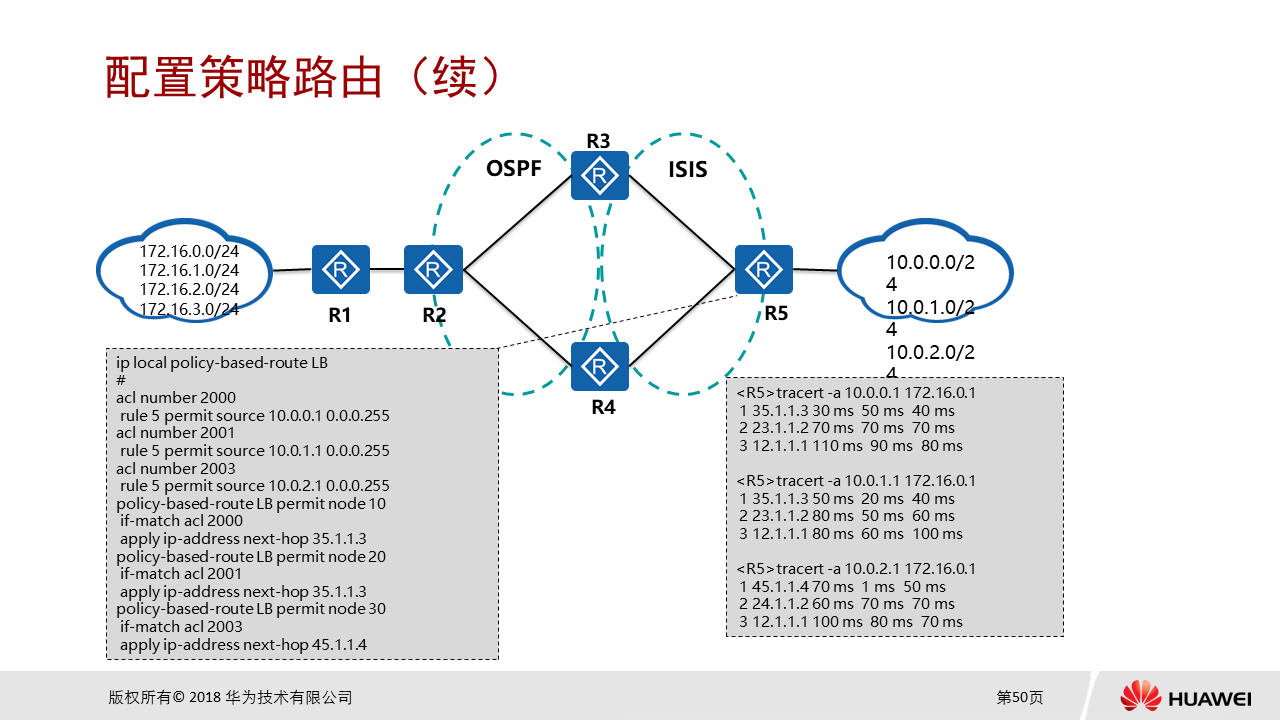 配置策略路由（续）
R3
OSPF
ISIS
172.16.0.0/24
172.16.1.0/24
172.16.2.0/24
172.16.3.0/24
R1
R2
R5
10.0.0.0/2
4
10.0.1.0/2
4
10.0.2.0/2
4
R4
ip local policy-based-route LB
#
acl number 2000
rule 5 permit source 10.0.0.1 0.0.0.255
acl number 2001
rule 5 permit source 10.0.1.1 0.0.0.255
acl number 2003
rule 5 permit source 10.0.2.1 0.0.0.255
policy-based-route LB permit node 10
if-match acl 2000
apply ip-address next-hop 35.1.1.3
policy-based-route LB permit node 20
if-match acl 2001
apply ip-address next-hop 35.1.1.3
policy-based-route LB permit node 30
if-match acl 2003
apply ip-address next-hop 45.1.1.4
<R5>tracert -a 10.0.0.1 172.16.0.1
1 35.1.1.3 30 ms 50 ms 40 ms
2 23.1.1.2 70 ms 70 ms 70 ms
3 12.1.1.1 110 ms 90 ms 80 ms
<R5>tracert -a 10.0.1.1 172.16.0.1
1 35.1.1.3 50 ms 20 ms 40 ms
2 23.1.1.2 80 ms 50 ms 60 ms
3 12.1.1.1 80 ms 60 ms 100 ms
<R5>tracert -a 10.0.2.1 172.16.0.1
1 45.1.1.4 70 ms 1 ms 50 ms
2 24.1.1.2 60 ms 70 ms 70 ms
3 12.1.1.1 100 ms 80 ms 70 ms
版权所有© 2018 华为技术有限公司
第50页
HUAWEI